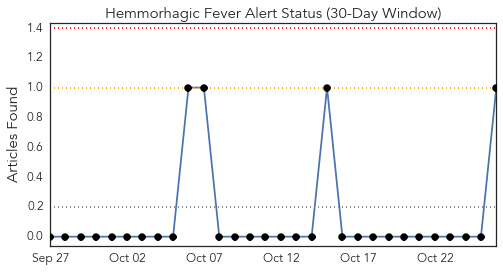 Hemmorhagic Fever Alert Status (30-Day Window)
Articles Found
1.4
1.2
1.0
0.8
0.6
0.4
0.2
0.0
Sep 27 Oct 02 Oct 07 Oct 12 Oct 17 Oct 22